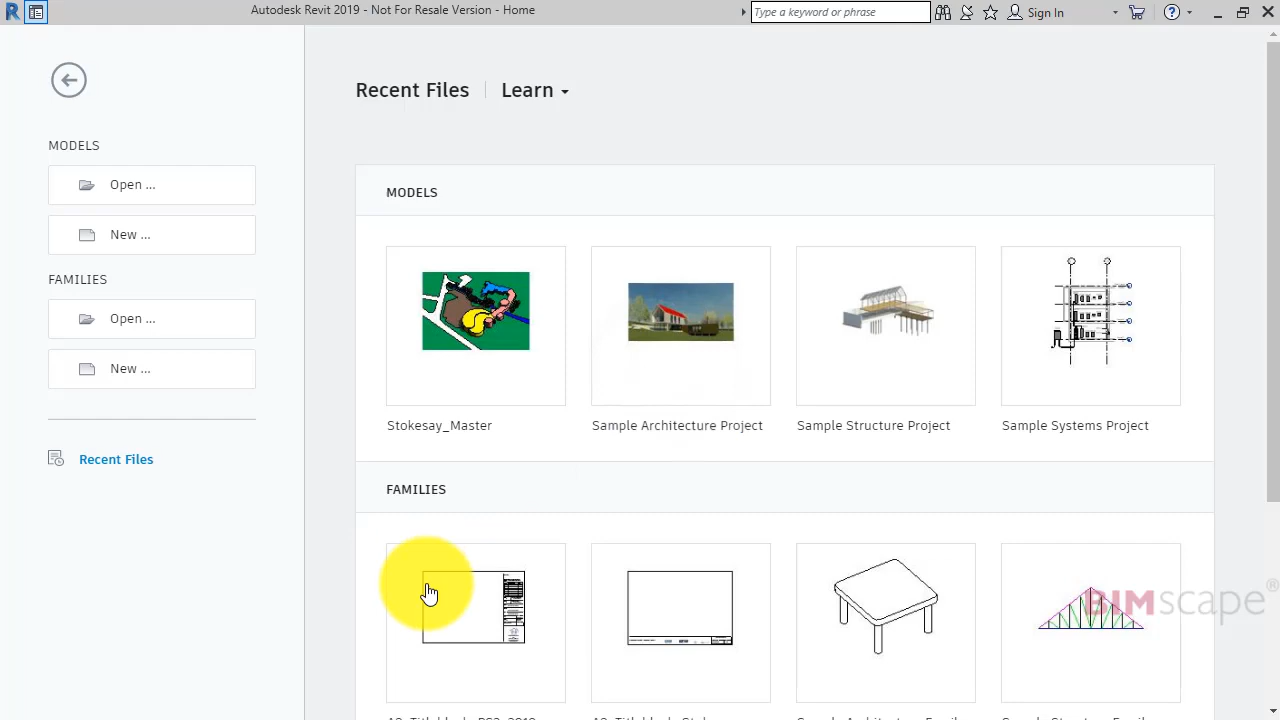 Autodesk Revit 2019 - Not For Resale Version - Home
Type a keyword or phrase
Sign In
Recent Files
Learn
MODELS
Open ...
New ...
FAMILIES
Open ...
New ...
Recent Files
MODELS
Stokesay_Master
Sample Architecture Project
Sample Structure Project
Sample Systems Project
FAMILIES
BIMscape®